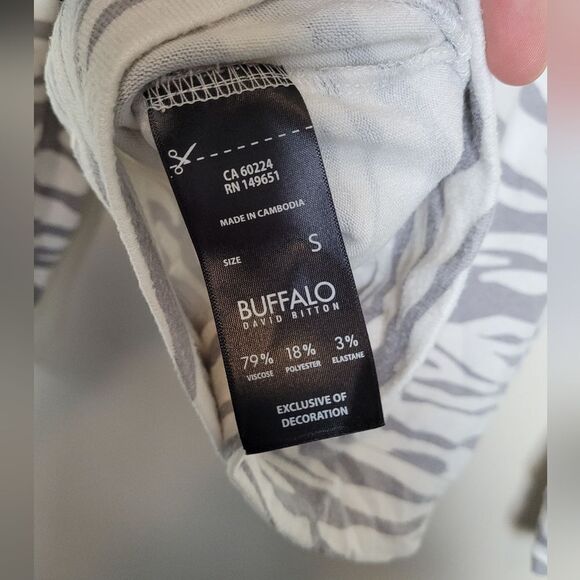 CA 60224
RN 149651
MADE IN CAMBODIA
SIZE S
BUFFALO
DAVID BITTON
79% 18% 3%
VISCOSE POLYESTER ELASTANE
EXCLUSIVE OF
DECORATION